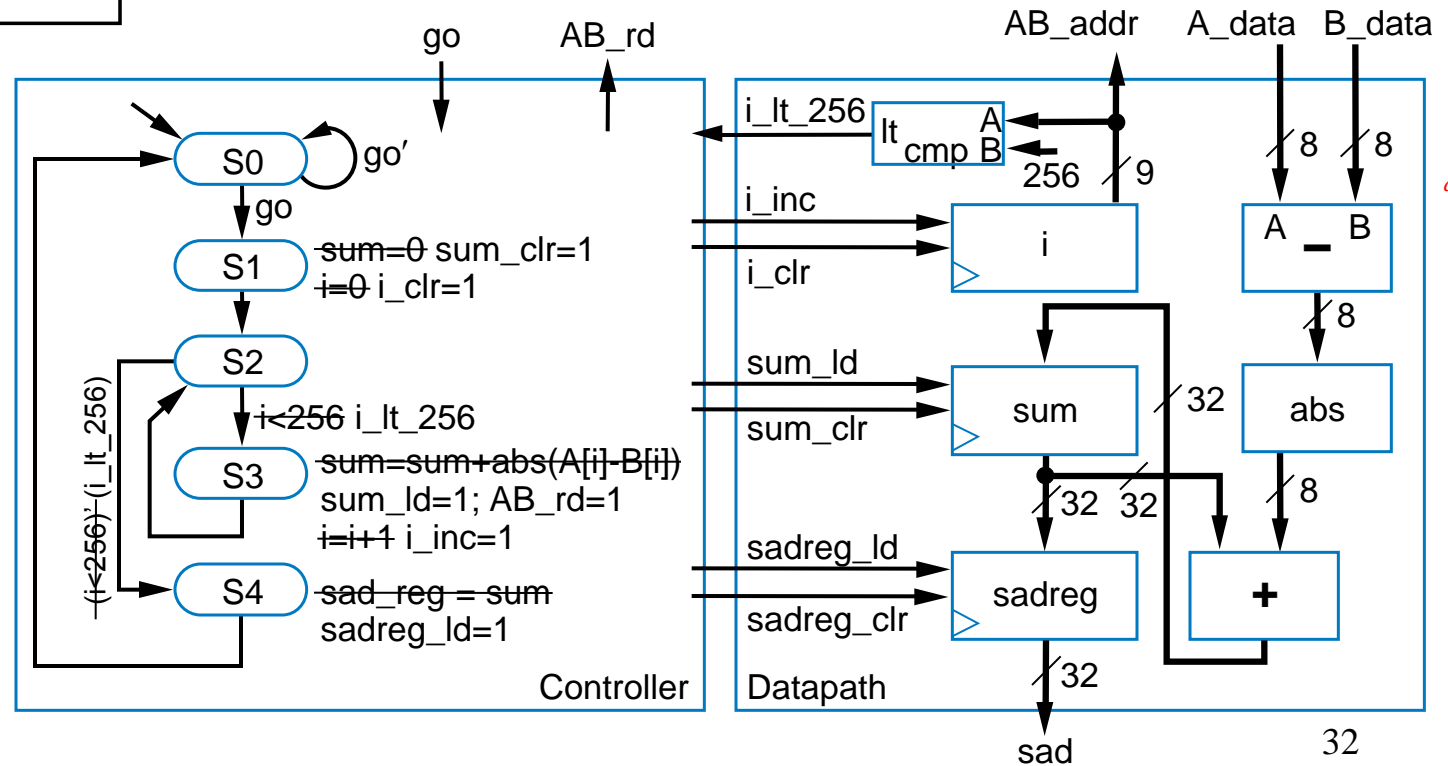 go
AB_rd
AB_addr
A_data
B_data
S0
go′
go
S1
sum=0 sum_clr=1
i=0 i_clr=1
S2
i<256 i_lt_256
S3
sum=sum+abs(A[i]-B[i])
sum_ld=1; AB_rd=1
i=i+1 i_inc=1
(i<256)' (i_lt_256)
S4
sad_reg = sum
sadreg_ld=1
Controller
i_lt_256
lt
cmp
A
B
256
9
8
8
i_inc
i_clr
i
A
B
–
8
sum_ld
sum_clr
sum
32
abs
32
32
8
sadreg_ld
sadreg_clr
sadreg
+
32
Datapath
sad
32